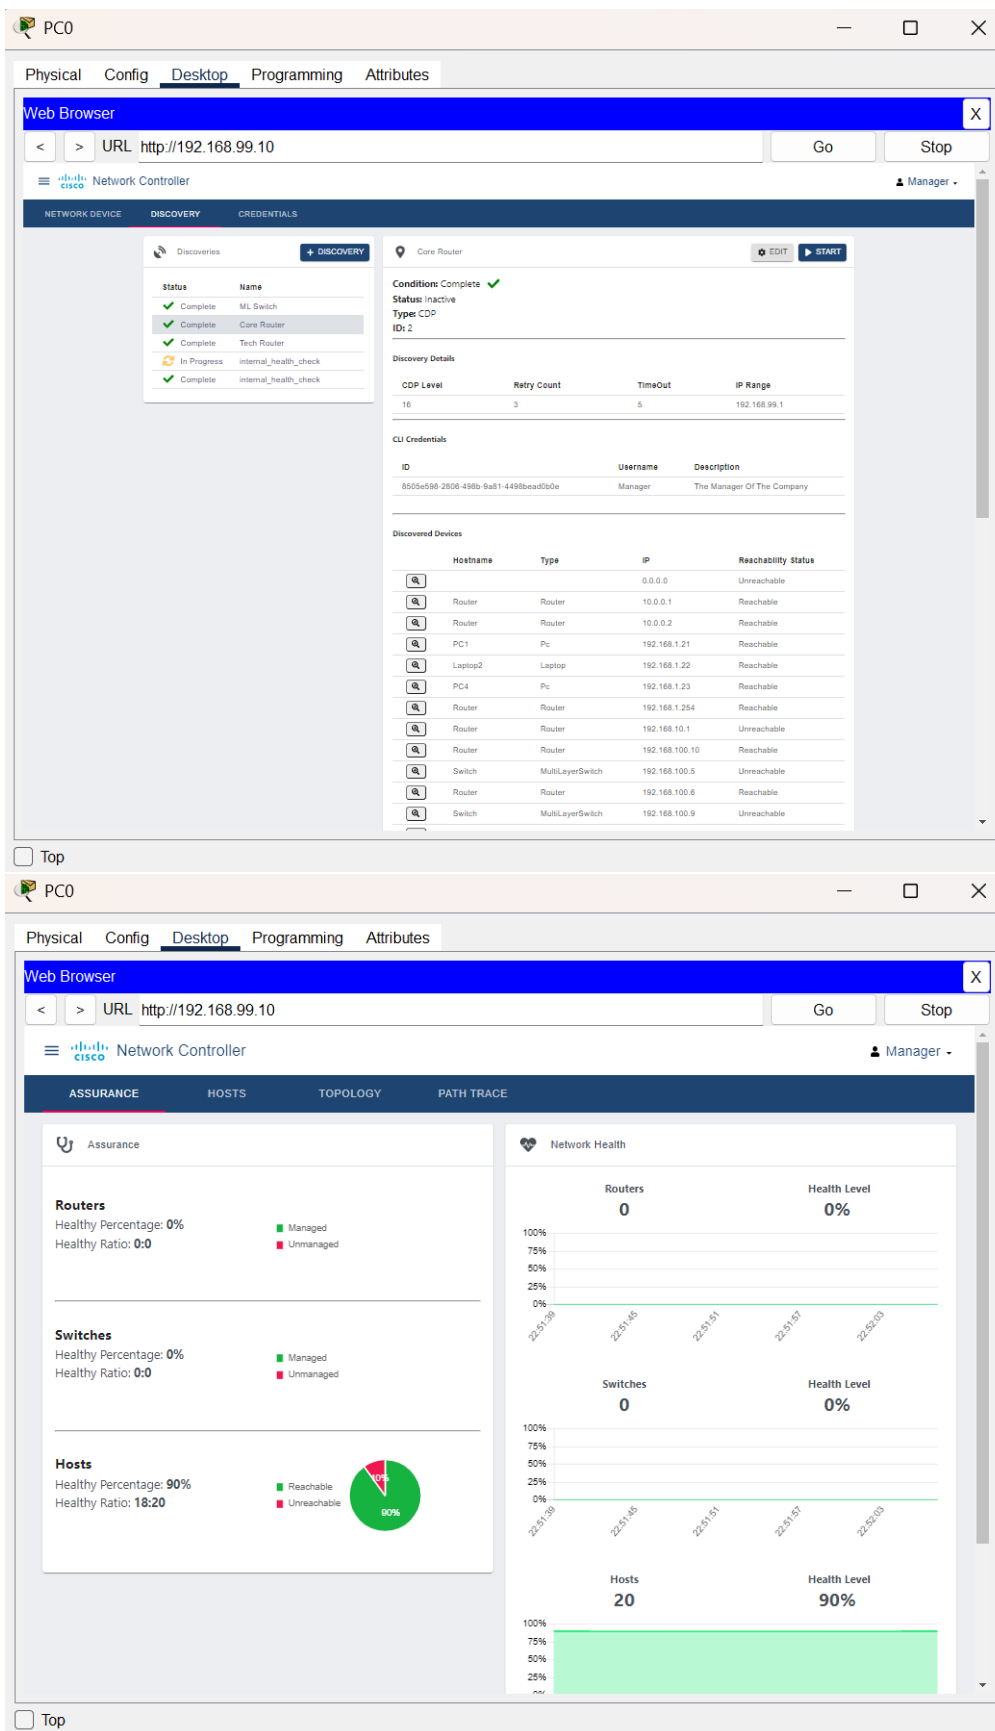 PC0
Physical Config Desktop Programming Attributes
Web Browser X
< > URL http://192.168.99.10 Go Stop
cisco Network Controller Manager
NETWORK DEVICE DISCOVERY CREDENTIALS
Discoveries + DISCOVERY
Status Name
Complete ML Switch
Complete Core Router
Complete Tech Router
In Progress internal_health_check
Complete internal_health_check
Core Router EDIT START
Condition: Complete
Status: Inactive
Type: CDP
ID: 2
Discovery Details
CDP Level Retry Count TimeOut IP Range
16 3 5 192.168.99.1
CLI Credentials
ID Username Description
8505e598-2806-498b-9a81-4498bead0b0e Manager The Manager Of The Company
Discovered Devices
Hostname Type IP Reachability Status
0.0.0.0 Unreachable
Router Router 10.0.0.1 Reachable
Router Router 10.0.0.2 Reachable
PC1 Pc 192.168.1.21 Reachable
Laptop2 Laptop 192.168.1.22 Reachable
PC4 Pc 192.168.1.23 Reachable
Router Router 192.168.1.254 Reachable
Router Router 192.168.10.1 Unreachable
Router Router 192.168.100.10 Reachable
Switch MultiLayerSwitch 192.168.100.5 Unreachable
Router Router 192.168.100.6 Reachable
Switch MultiLayerSwitch 192.168.100.9 Unreachable
Top
PC0
Physical Config Desktop Programming Attributes
Web Browser X
< > URL http://192.168.99.10 Go Stop
cisco Network Controller Manager
ASSURANCE HOSTS TOPOLOGY PATH TRACE
Assurance
Routers
Healthy Percentage: 0%
Healthy Ratio: 0:0
Managed
Unmanaged
Switches
Healthy Percentage: 0%
Healthy Ratio: 0:0
Managed
Unmanaged
Hosts
Healthy Percentage: 90%
Healthy Ratio: 18:20
Reachable
Unreachable
10%
90%
Network Health
Routers Health Level
0 0%
100%
75%
50%
25%
0%
22:51:39 22:51:45 22:51:51 22:51:57 22:52:03
Switches Health Level
0 0%
100%
75%
50%
25%
0%
22:51:39 22:51:45 22:51:51 22:51:57 22:52:03
Hosts Health Level
20 90%
100%
75%
50%
25%
0%
Top